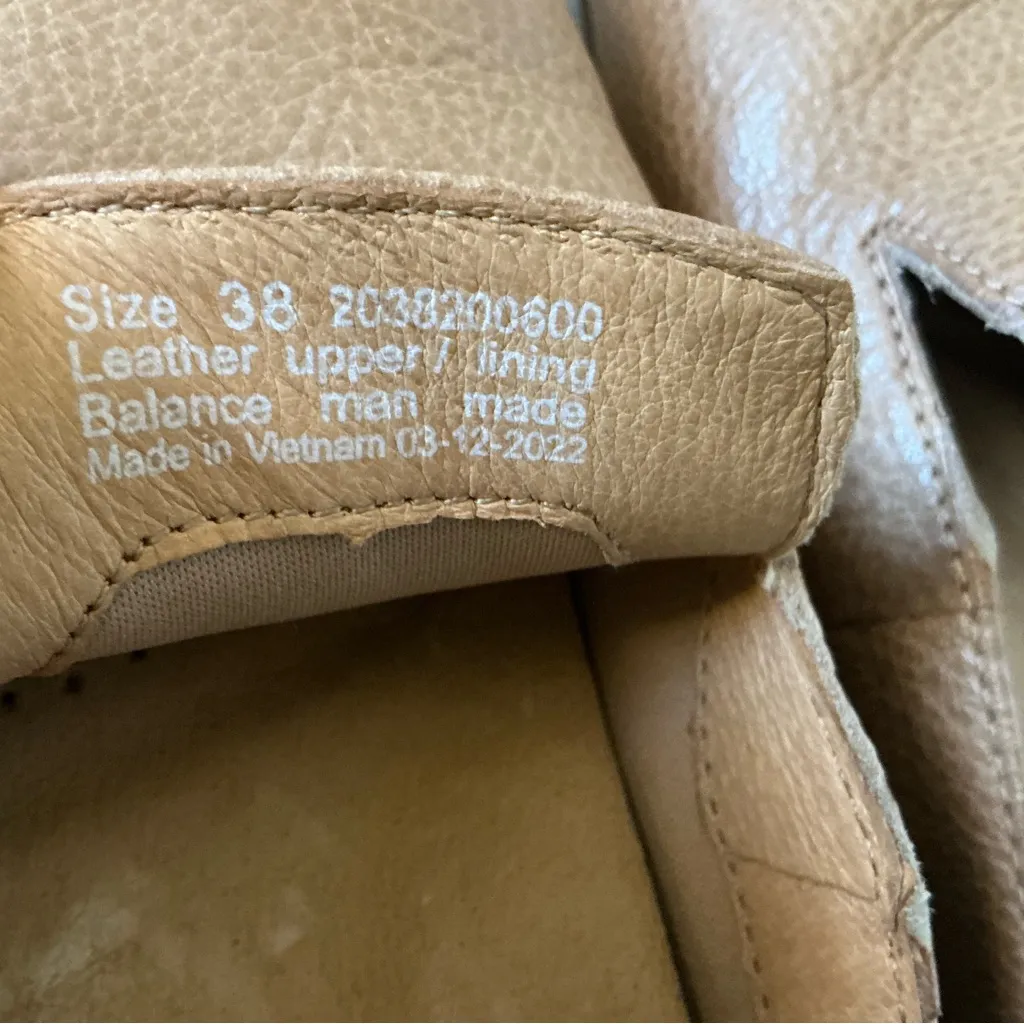 Size 38 2038200600
Leather upper/ lining
Balance man made
Made in Vietnam 03-12-2022